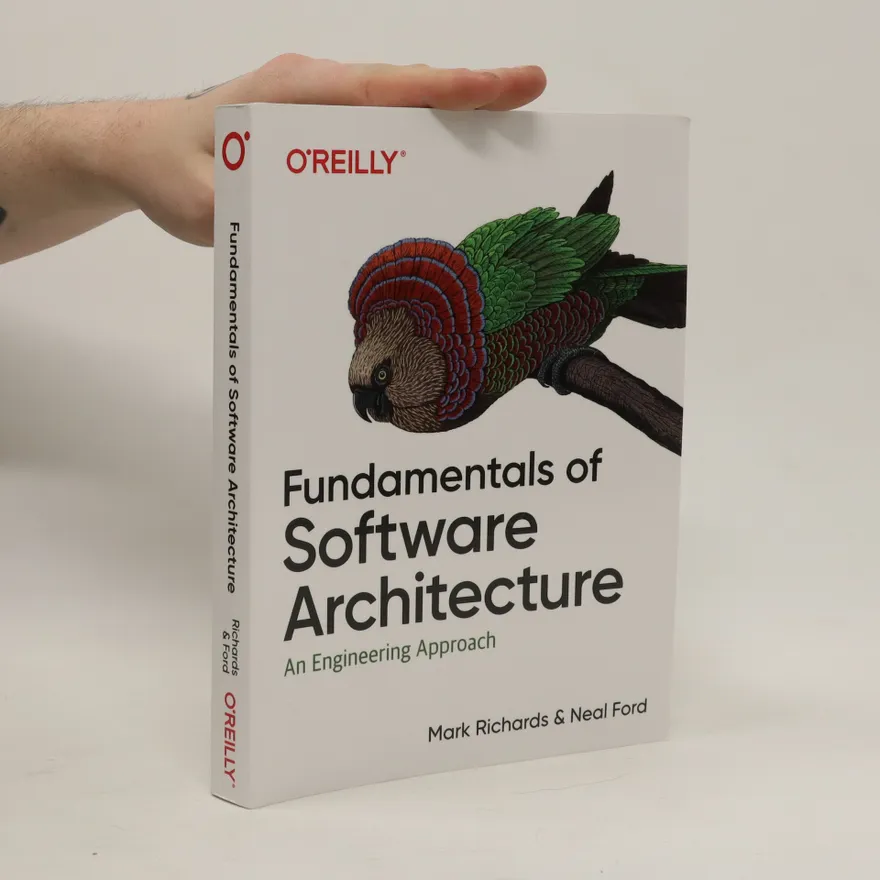 O'REILLY®
Fundamentals of
Software
Architecture
An Engineering Approach
Mark Richards & Neal Ford
Fundamentals of Software Architecture
Richards
& Ford
O'REILLY®